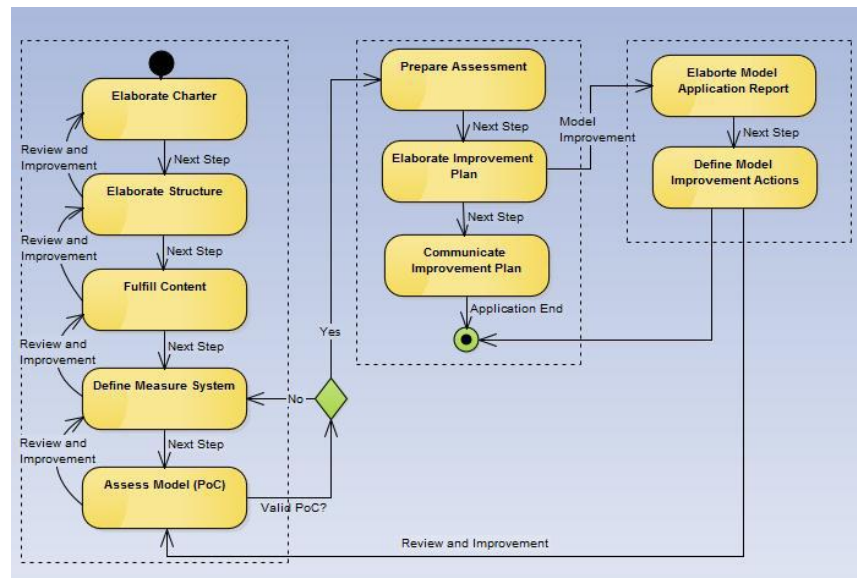 Elaborate Charter
Review and
Improvement
Next Step
Elaborate Structure
Review and
Improvement
Next Step
Fulfill Content
Review and
Improvement
Next Step
Define Measure System
Review and
Improvement
Next Step
Assess Model (PoC)
Valid PoC?
No
Yes
Prepare Assessment
Next Step
Elaborate Improvement
Plan
Next Step
Communicate
Improvement Plan
Application End
Model
Improvement
Elaborte Model
Application Report
Next Step
Define Model
Improvement Actions
Review and Improvement